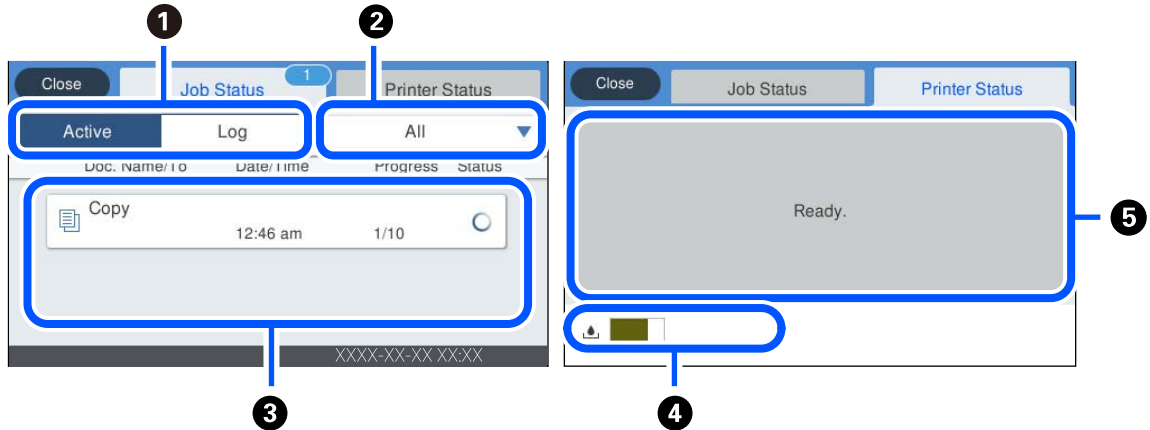 1 2
Close Job Status 1 Printer Status
Active Log All
Doc. Name/To Date/Time Progress Status
Copy
12:46 am 1/10
XXXX-XX-XX XX:XX
3
Close Job Status Printer Status
Ready.
5
4